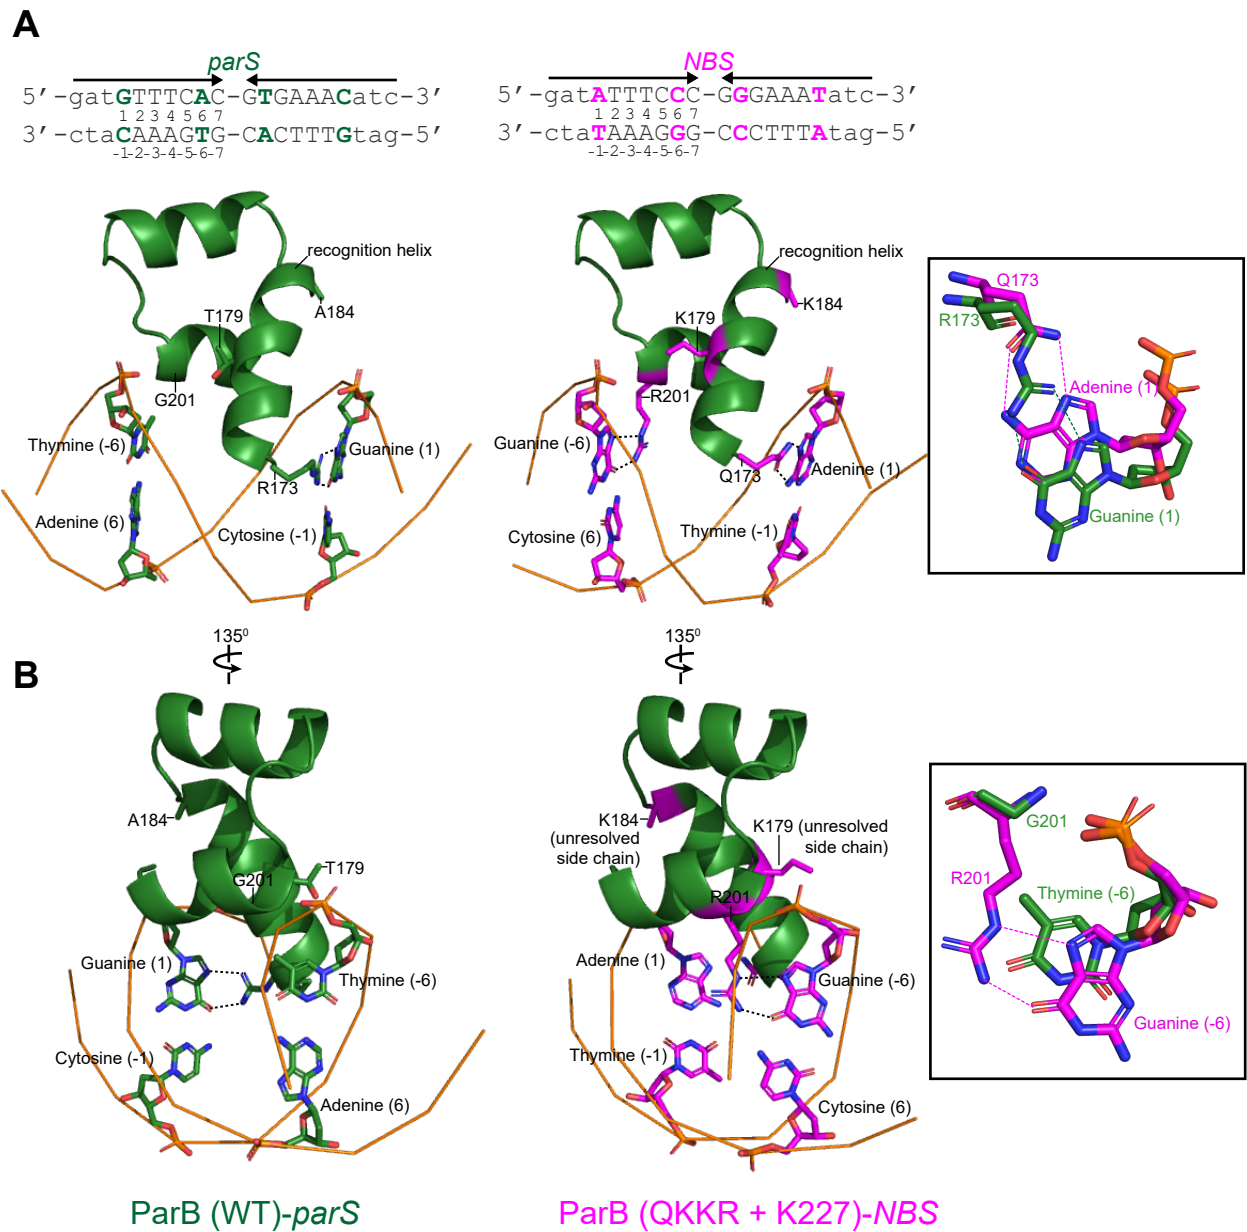 A
parS
NBS
5′-gatGTTTCAC-GTGAAACatc-3′
5′-gatATTTCCC-GGGAAATatc-3′
1 2 3 4 5 6 7
1 2 3 4 5 6 7
3′-ctaCAAAGTG-CACTTTGtag-5′
3′-ctaTAAAGGG-CCCTTTAtag-5′
-1-2-3-4-5-6-7
-1-2-3-4-5-6-7
recognition helix
A184
T179
G201
Thymine (-6)
Guanine (1)
R173
Adenine (6)
Cytosine (-1)
recognition helix
K184
K179
R201
Guanine (-6)
Q173
Adenine (1)
Cytosine (6)
Thymine (-1)
Q173
R173
Adenine (1)
Guanine (1)
135⁰
135⁰
B
A184
T179
G201
Guanine (1)
Thymine (-6)
Cytosine (-1)
Adenine (6)
K184
(unresolved
side chain)
K179 (unresolved
side chain)
R201
Adenine (1)
Guanine (-6)
Thymine (-1)
Cytosine (6)
G201
R201
Thymine (-6)
Guanine (-6)
ParB (WT)-parS
ParB (QKKR + K227)-NBS